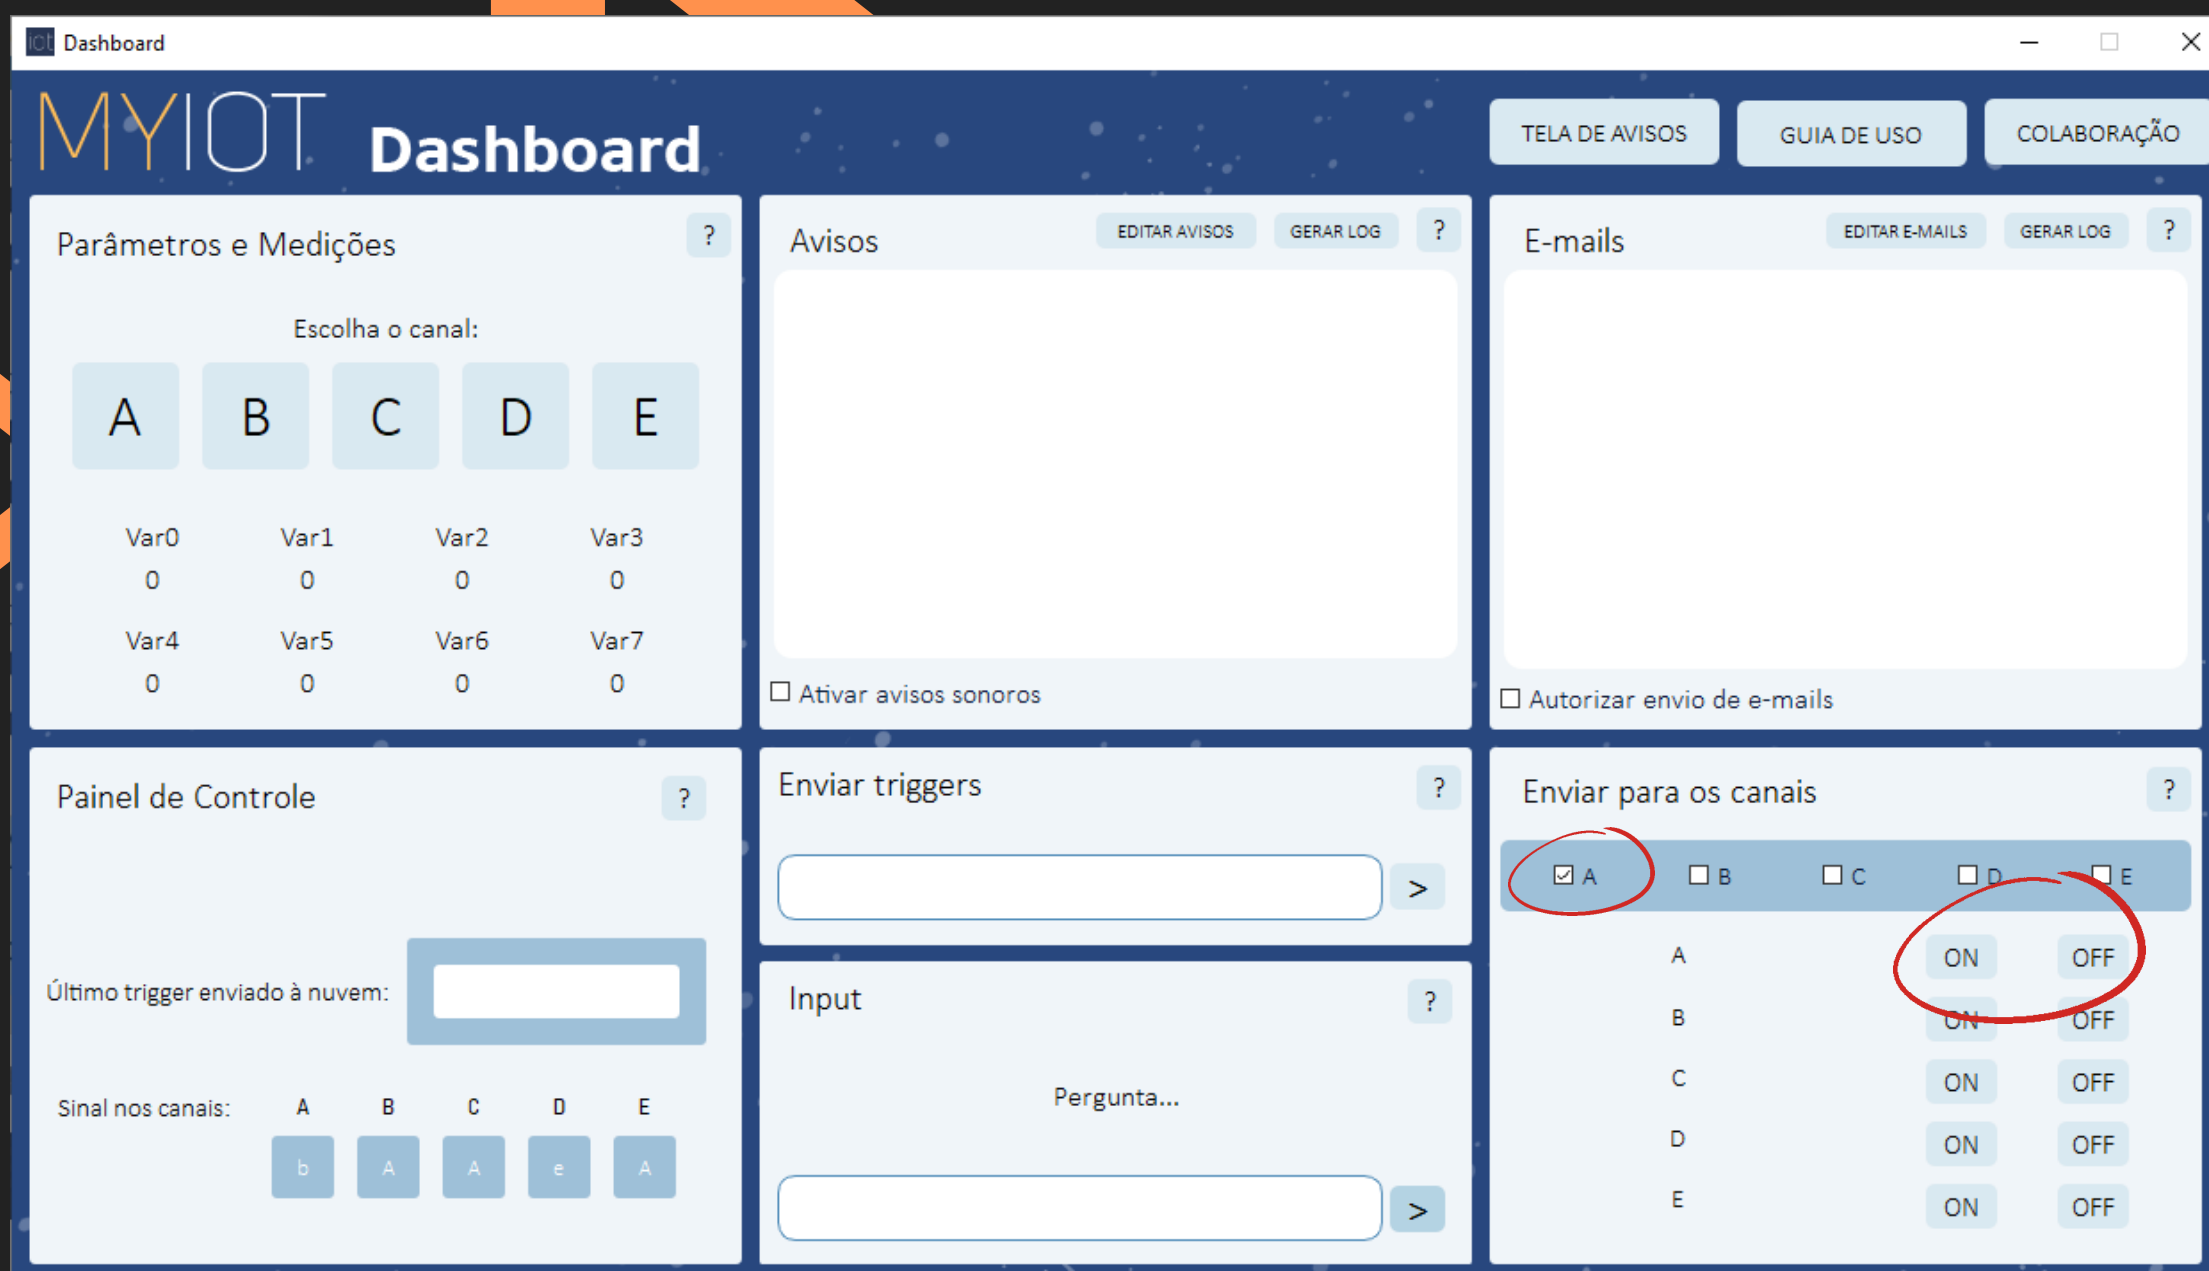 iot Dashboard
MYIOT Dashboard
TELA DE AVISOS
GUIA DE USO
COLABORAÇÃO
Parâmetros e Medições
?
Escolha o canal:
A B C D E
Var0 Var1 Var2 Var3
0 0 0 0
Var4 Var5 Var6 Var7
0 0 0 0
Avisos
EDITAR AVISOS
GERAR LOG
?
Ativar avisos sonoros
E-mails
EDITAR E-MAILS
GERAR LOG
?
Autorizar envio de e-mails
Painel de Controle
?
Último trigger enviado à nuvem:
Sinal nos canais: A B C D E
b A A e A
Enviar triggers
?
>
Input
?
Pergunta...
>
Enviar para os canais
?
A B C D E
A ON OFF
B ON OFF
C ON OFF
D ON OFF
E ON OFF